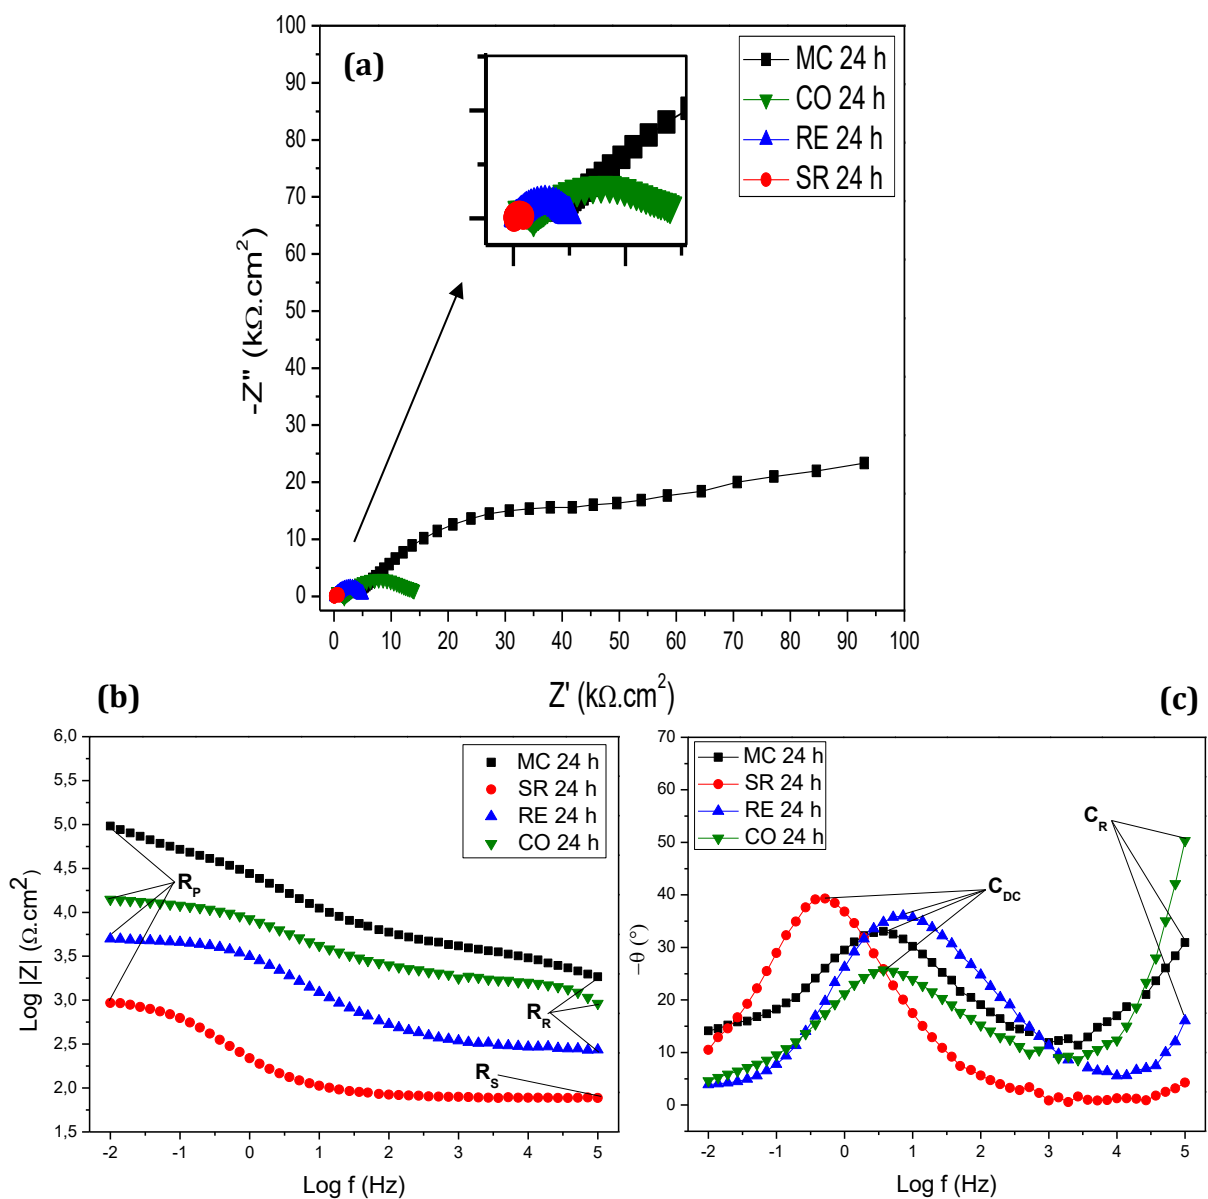 (a)
MC 24 h
CO 24 h
RE 24 h
SR 24 h
100
90
80
70
60
50
40
30
20
10
0
-Z" (kΩ.cm²)
0 10 20 30 40 50 60 70 80 90 100
Z' (kΩ.cm²)
(b)
MC 24 h
SR 24 h
RE 24 h
CO 24 h
6,0
5,5
5,0
4,5
4,0
3,5
3,0
2,5
2,0
1,5
Log |Z| (Ω.cm²)
R_P
R_R
R_S
-2 -1 0 1 2 3 4 5
Log f (Hz)
(c)
MC 24 h
SR 24 h
RE 24 h
CO 24 h
70
60
50
40
30
20
10
0
−θ (°)
C_DC
C_R
-2 -1 0 1 2 3 4 5
Log f (Hz)